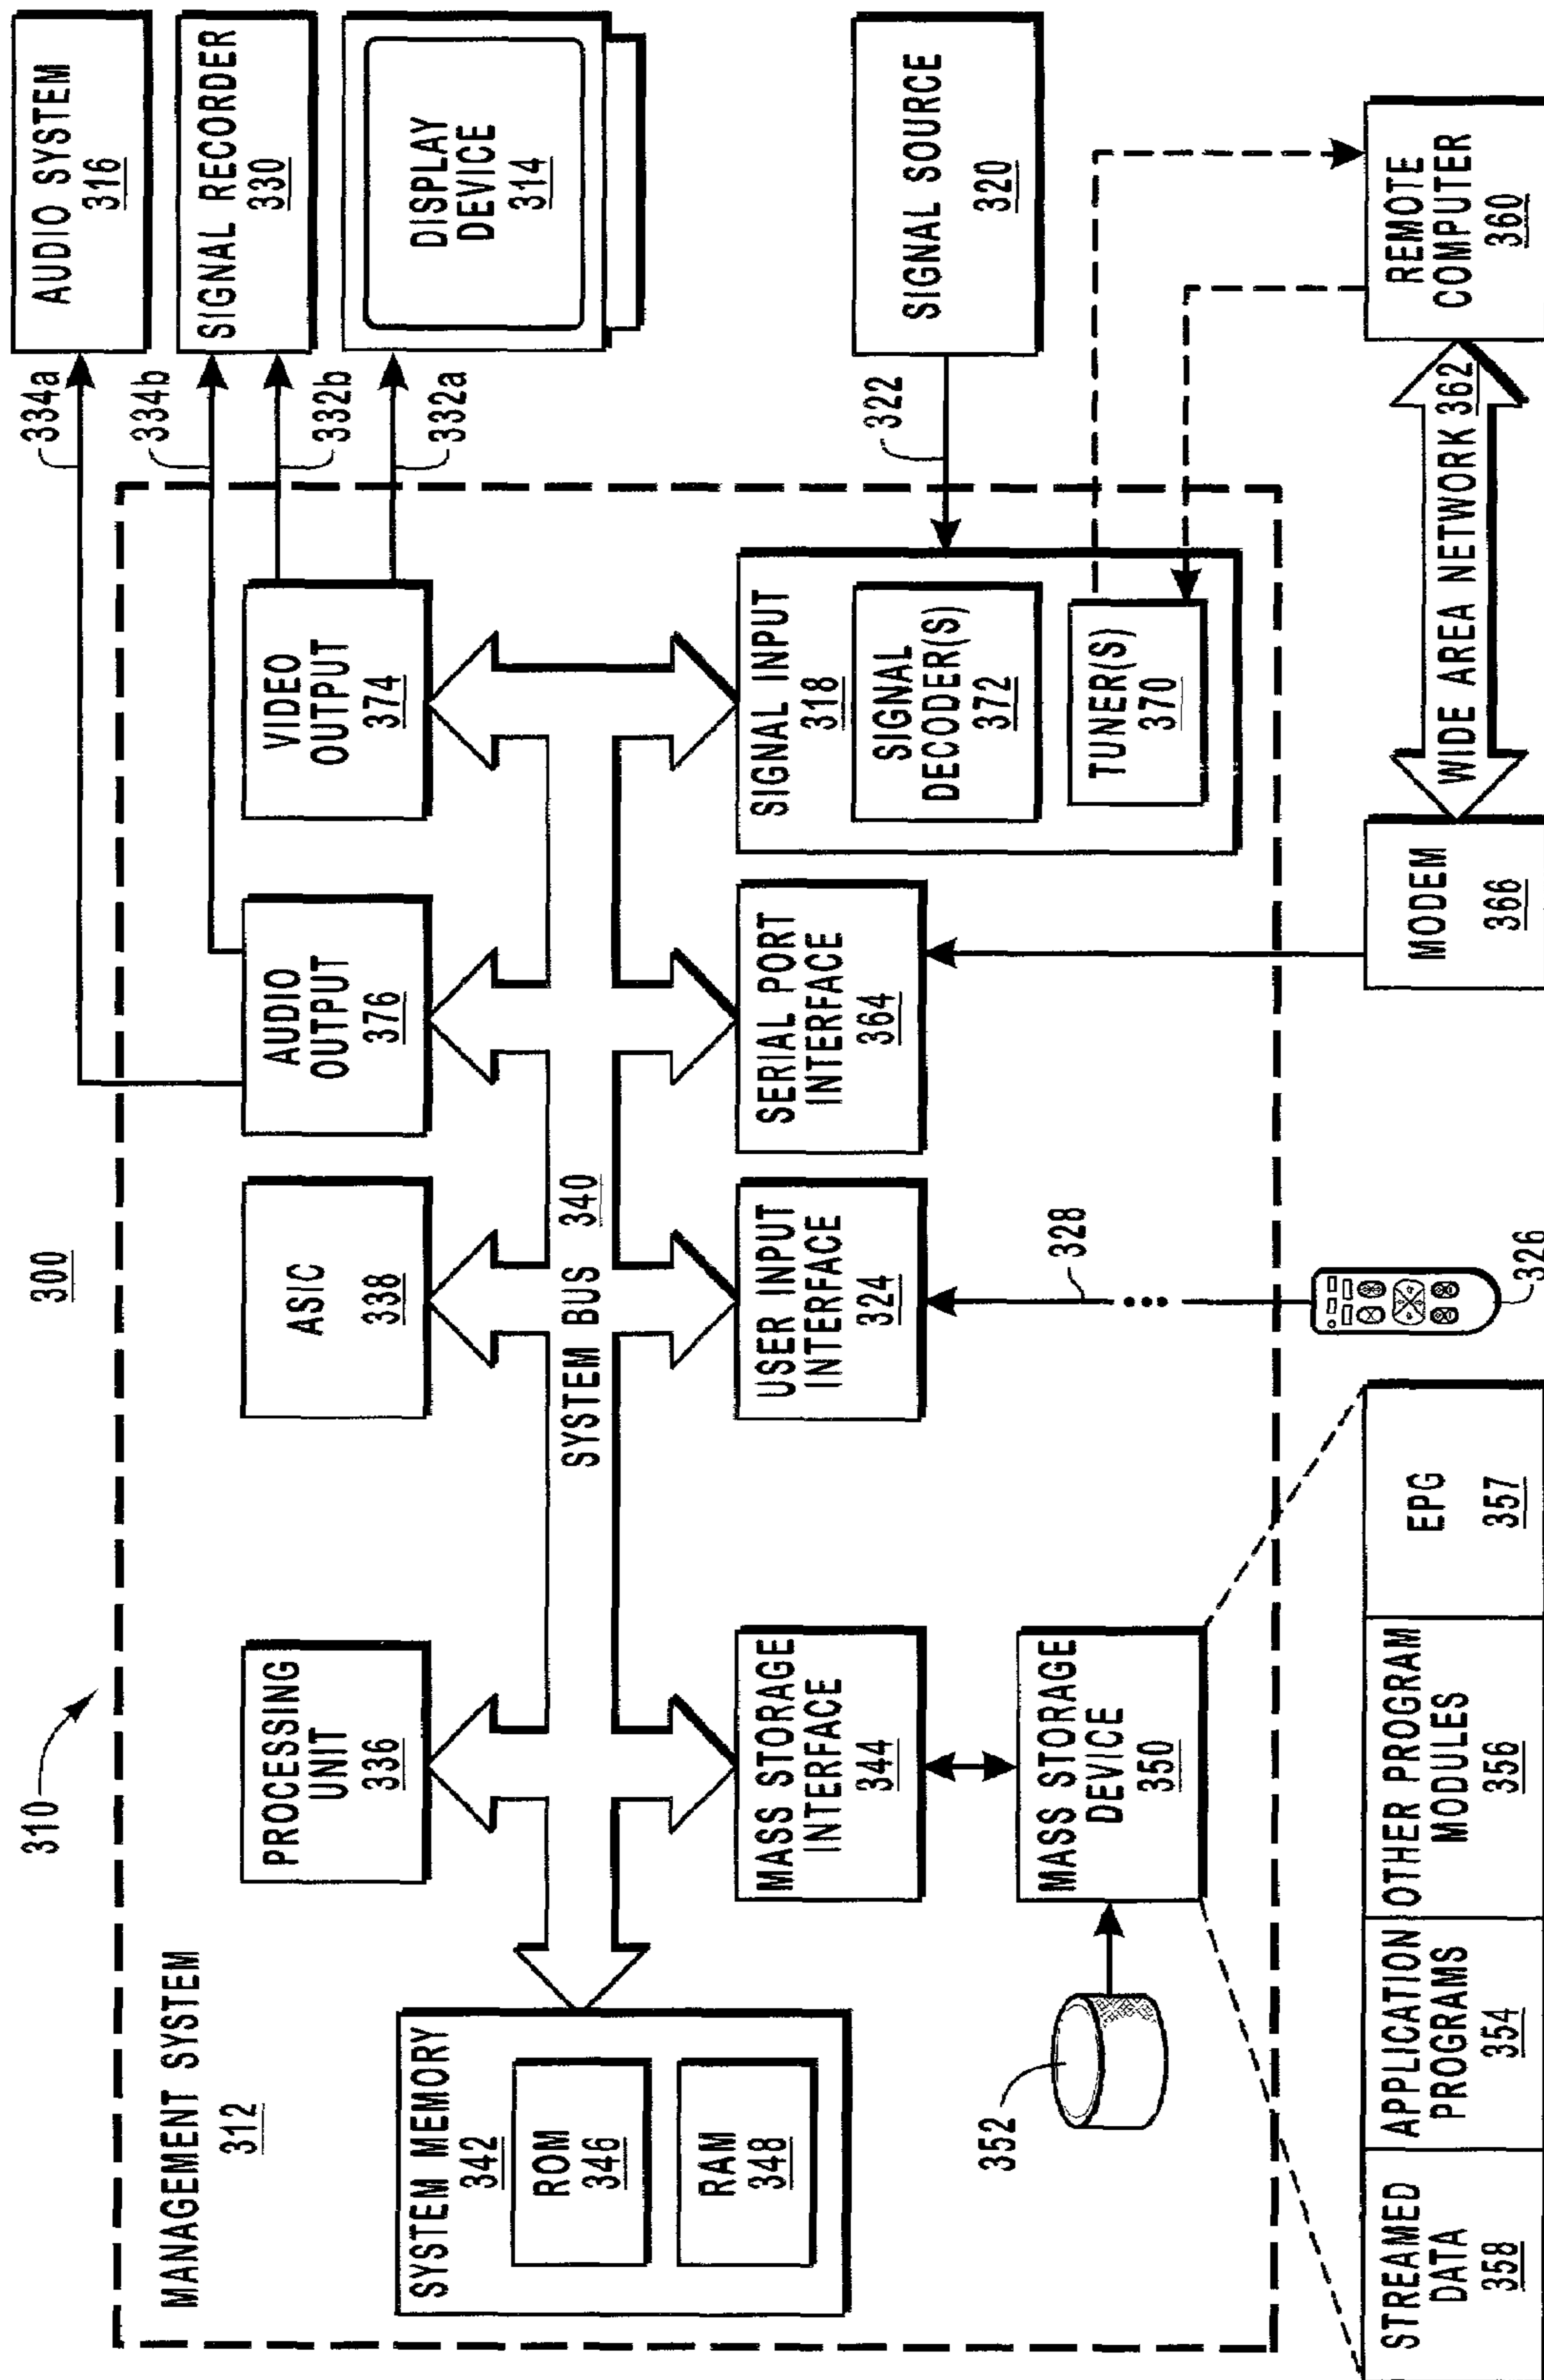 300
310
MANAGEMENT SYSTEM
312
SYSTEM MEMORY
342
ROM
346
RAM
348
PROCESSING
UNIT
336
ASIC
338
AUDIO
OUTPUT
376
VIDEO
OUTPUT
374
334a
334b
332b
332a
AUDIO SYSTEM
316
SIGNAL RECORDER
330
DISPLAY
DEVICE
314
SYSTEM BUS 340
MASS STORAGE
INTERFACE
344
USER INPUT
INTERFACE
324
SERIAL PORT
INTERFACE
364
SIGNAL INPUT
318
SIGNAL
DECODER(S)
372
TUNER(S)
370
322
SIGNAL SOURCE
320
352
MASS STORAGE
DEVICE
350
328
326
STREAMED
DATA
358
APPLICATION
PROGRAMS
354
OTHER PROGRAM
MODULES
356
EPG
357
MODEM
366
WIDE AREA NETWORK 362
REMOTE
COMPUTER
360